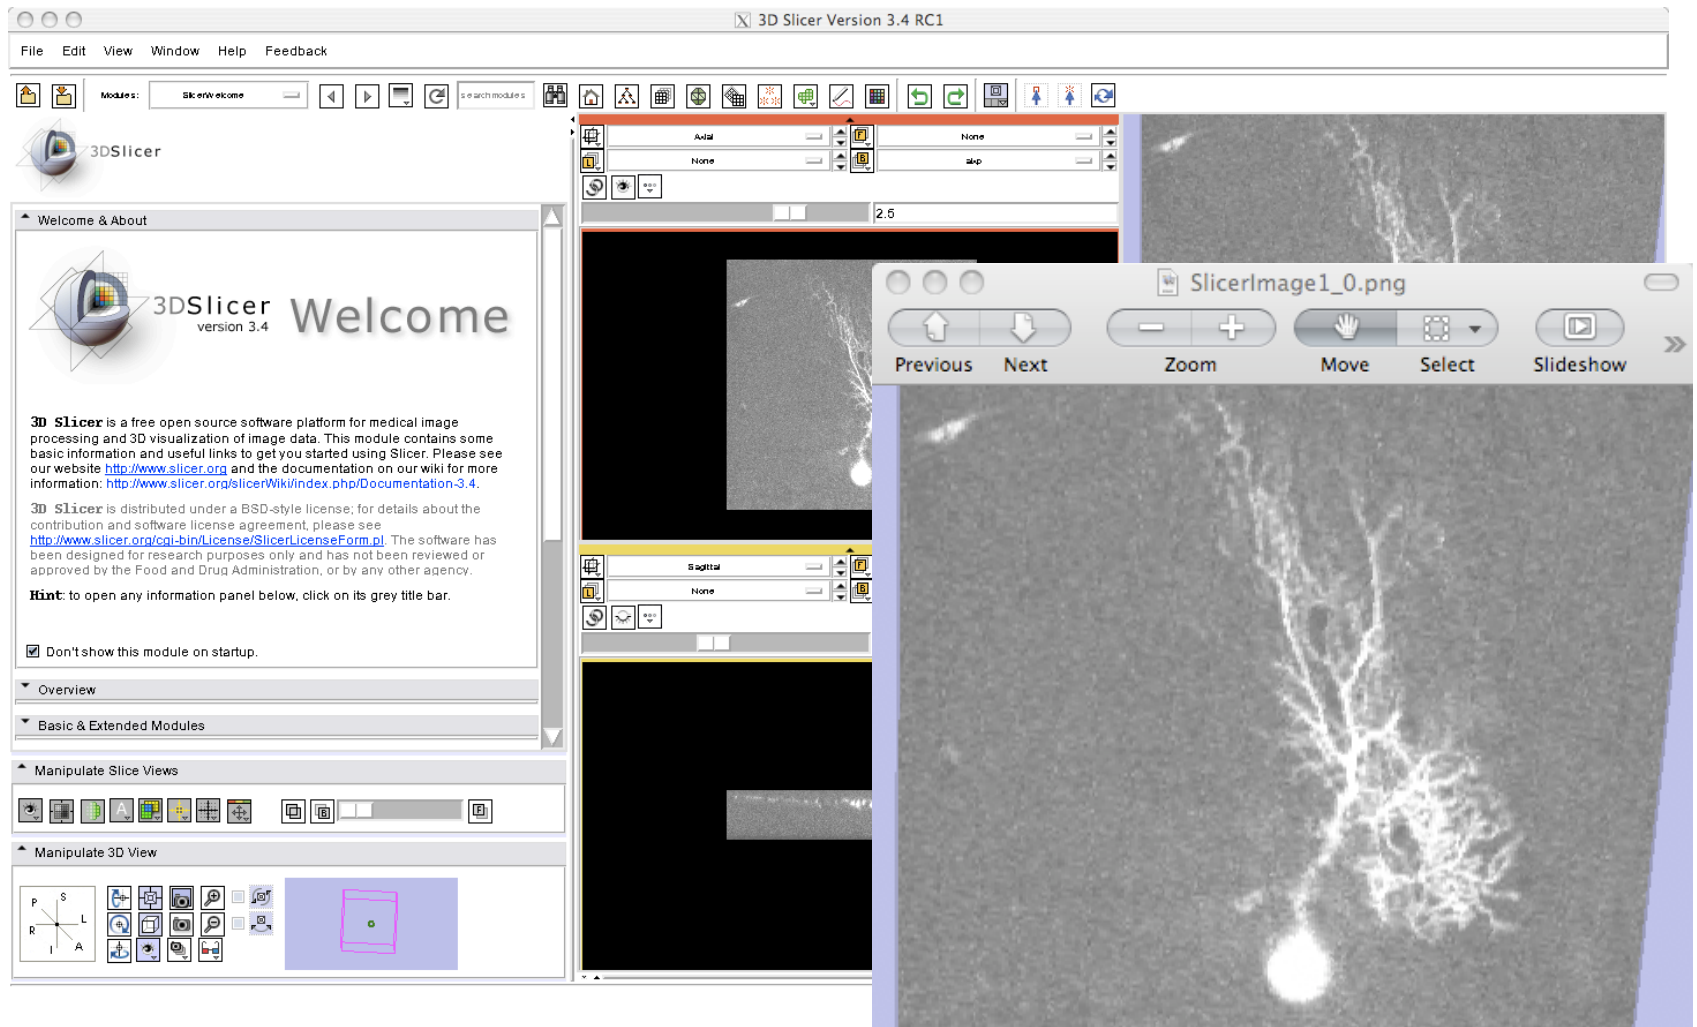 3D Slicer Version 3.4 RC1
File Edit View Window Help Feedback
Modules: SlicerWelcome search modules
3DSlicer
Welcome & About
3DSlicer
version 3.4
Welcome
3D Slicer is a free open source software platform for medical image
processing and 3D visualization of image data. This module contains some
basic information and useful links to get you started using Slicer. Please see
our website http://www.slicer.org and the documentation on our wiki for more
information: http://www.slicer.org/slicerWiki/index.php/Documentation-3.4.
3D Slicer is distributed under a BSD-style license; for details about the
contribution and software license agreement, please see
http://www.slicer.org/cgi-bin/License/SlicerLicenseForm.pl. The software has
been designed for research purposes only and has not been reviewed or
approved by the Food and Drug Administration, or by any other agency.
Hint: to open any information panel below, click on its grey title bar.
Don't show this module on startup.
Overview
Basic & Extended Modules
Manipulate Slice Views
A
B
F
Manipulate 3D View
P S
R L
I A
Axial F None
L None B
2.5
Sagittal F
L None B
SlicerImage1_0.png
Previous Next Zoom Move Select Slideshow